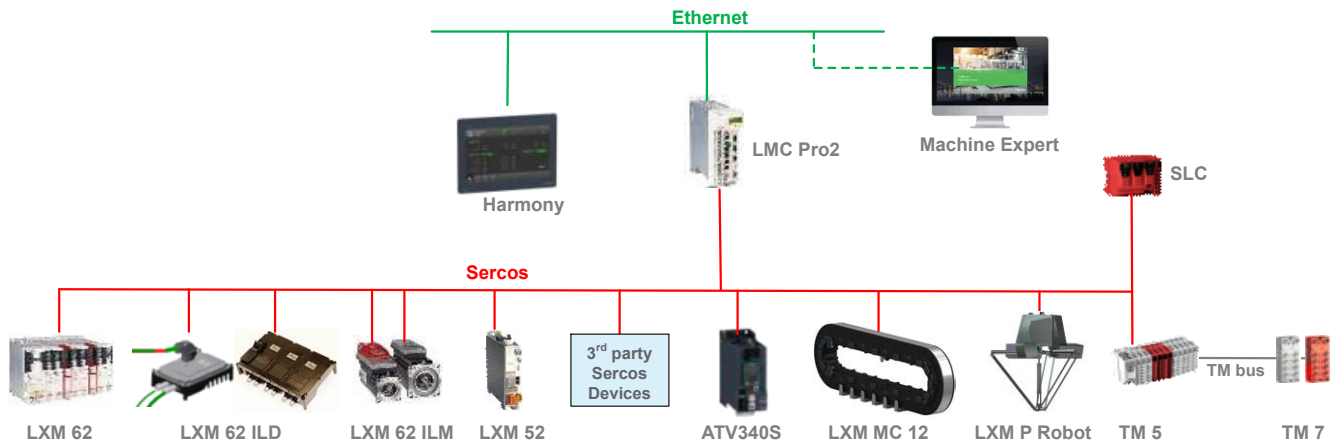 Ethernet
LMC Pro2
Machine Expert
SLC
Harmony
Sercos
3rd party
Sercos
Devices
TM bus
LXM 62
LXM 62 ILD
LXM 62 ILM
LXM 52
ATV340S
LXM MC 12
LXM P Robot
TM 5
TM 7